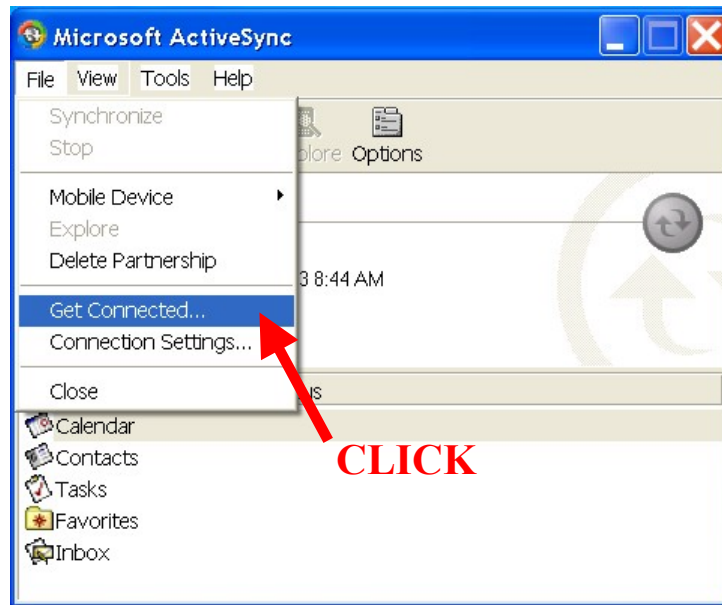 Microsoft ActiveSync
File View Tools Help
Synchronize
Stop
Options
Mobile Device
Explore
Delete Partnership
3 8:44 AM
Get Connected...
Connection Settings...
Close
CLICK
Calendar
Contacts
Tasks
Favorites
Inbox